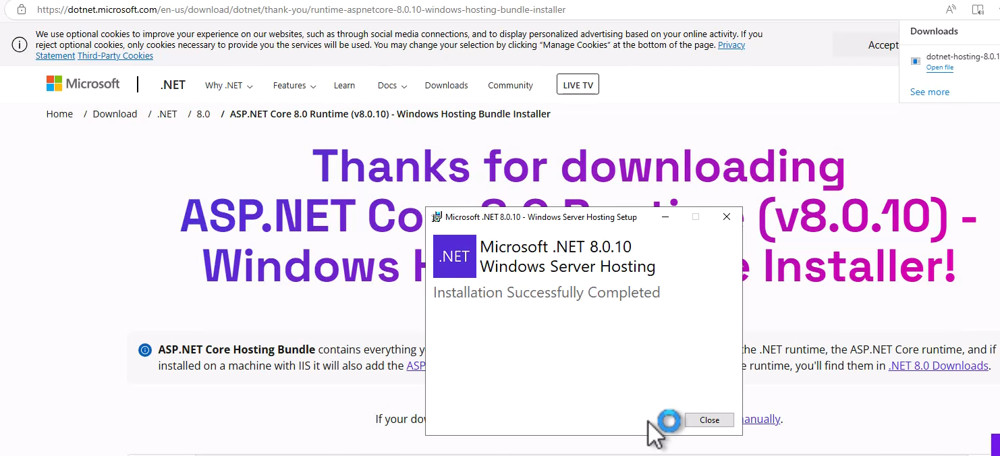 https://dotnet.microsoft.com/en-us/download/dotnet/thank-you/runtime-aspnetcore-8.0.10-windows-hosting-bundle-installer
We use optional cookies to improve your experience on our websites, such as through social media connections, and to display personalized advertising based on your online activity. If you
reject optional cookies, only cookies necessary to provide you the services will be used. You may change your selection by clicking “Manage Cookies” at the bottom of the page. Privacy
Statement Third-Party Cookies
Accept
Downloads
dotnet-hosting-8.0.1
Open file
See more
Microsoft .NET Why .NET Features Learn Docs Downloads Community LIVE TV
Home / Download / .NET / 8.0 / ASP.NET Core 8.0 Runtime (v8.0.10) - Windows Hosting Bundle Installer
Thanks for downloading
ASP.NET Co (v8.0.10) -
Windows Installer!
Microsoft .NET 8.0.10 - Windows Server Hosting Setup
.NET
Microsoft .NET 8.0.10
Windows Server Hosting
Installation Successfully Completed
Close
ASP.NET Core Hosting Bundle contains everything y he .NET runtime, the ASP.NET Core runtime, and if
installed on a machine with IIS it will also add the ASP e runtime, you'll find them in .NET 8.0 Downloads.
If your dov anually.